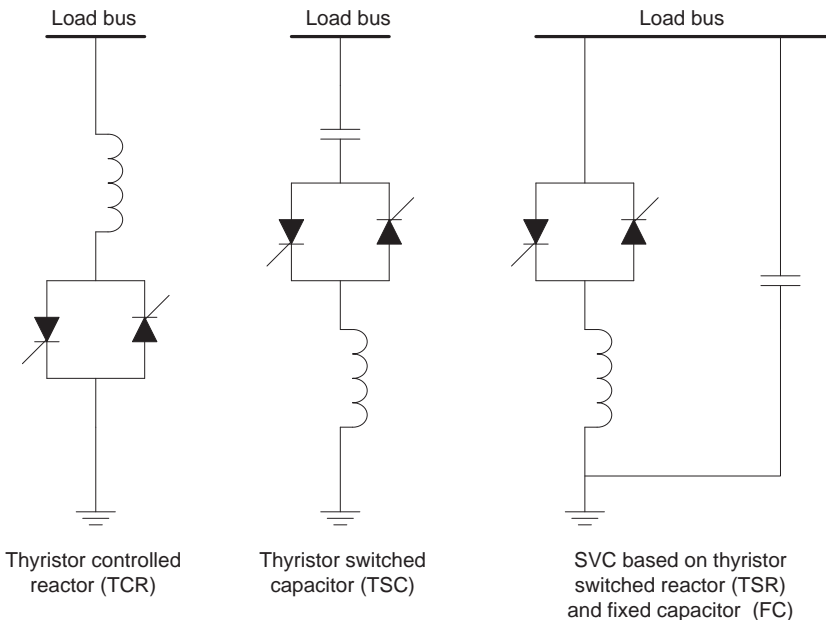 Load bus
Load bus
Load bus
Thyristor controlled
reactor (TCR)
Thyristor switched
capacitor (TSC)
SVC based on thyristor
switched reactor (TSR)
and fixed capacitor (FC)